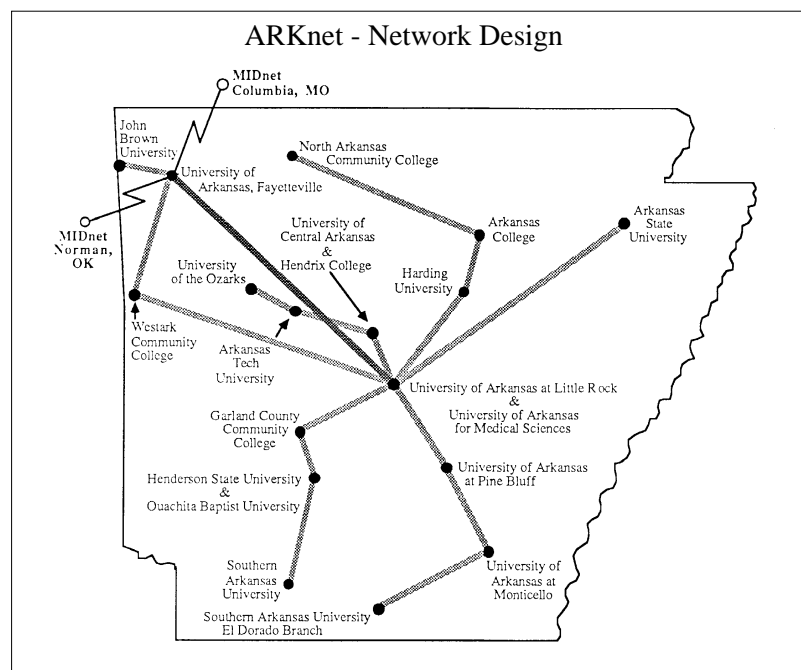 ARKnet - Network Design
MIDnet
Columbia, MO
John
Brown
University
University of
Arkansas, Fayetteville
North Arkansas
Community College
MIDnet
Norman,
OK
University of
Central Arkansas
&
Hendrix College
Arkansas
College
Arkansas
State
University
University
of the Ozarks
Harding
University
Westark
Community
College
Arkansas
Tech
University
University of Arkansas at Little Rock
&
University of Arkansas
for Medical Sciences
Garland County
Community
College
University of Arkansas
at Pine Bluff
Henderson State University
&
Ouachita Baptist University
Southern
Arkansas
University
University of
Arkansas at
Monticello
Southern Arkansas University
El Dorado Branch